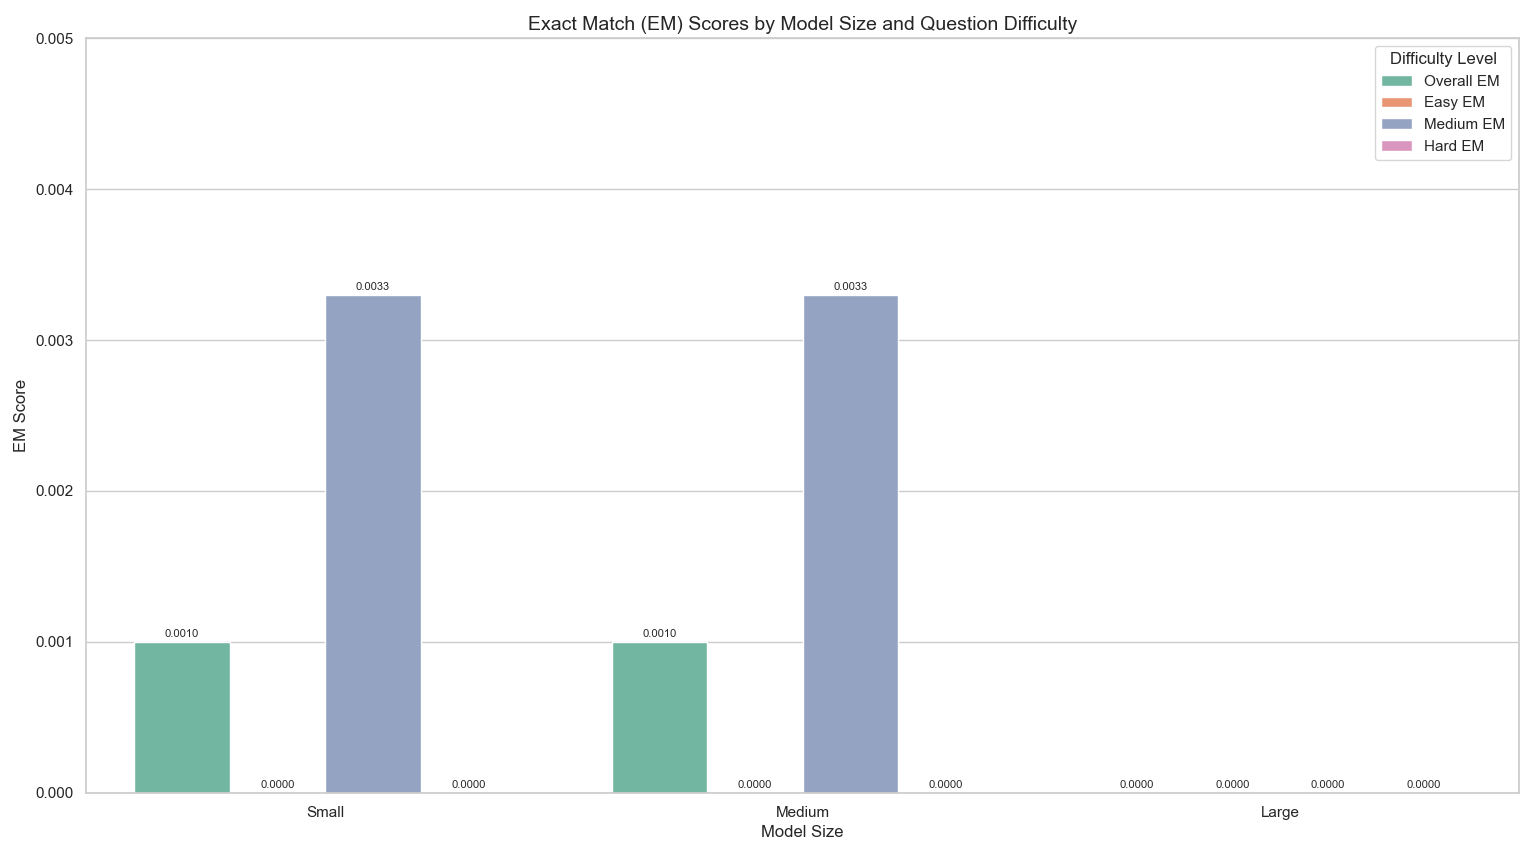 Exact Match (EM) Scores by Model Size and Question Difficulty
0.005
0.004
0.003
0.002
0.001
0.000
EM Score
Difficulty Level
Overall EM
Easy EM
Medium EM
Hard EM
0.0010
0.0000
0.0033
0.0000
0.0010
0.0000
0.0033
0.0000
0.0000
0.0000
0.0000
0.0000
Small
Medium
Large
Model Size